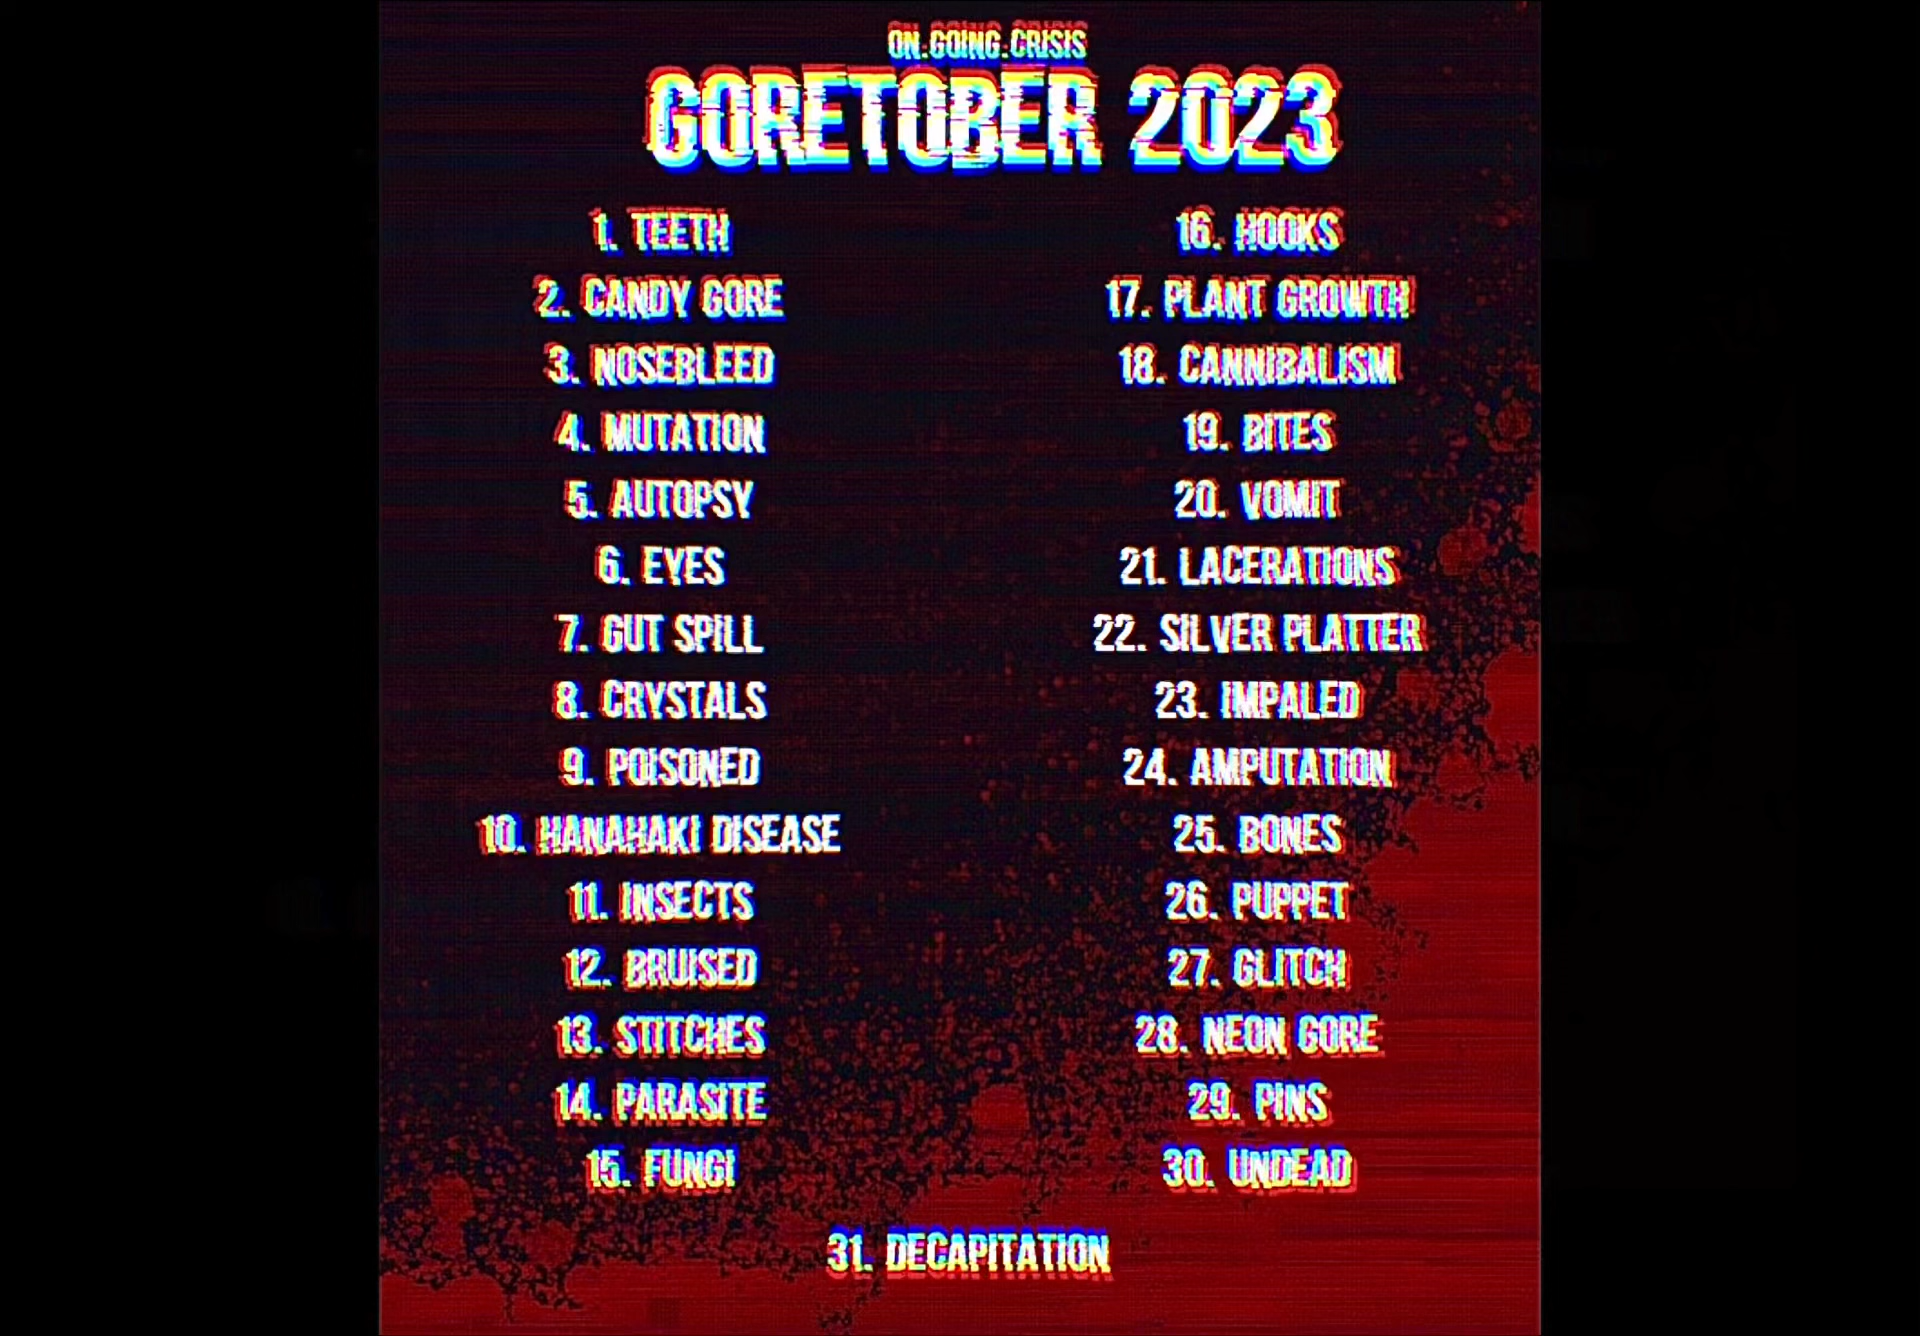 ON.GOING.CRISIS
GORETOBER 2023
1. TEETH
2. CANDY GORE
3. NOSEBLEED
4. MUTATION
5. AUTOPSY
6. EYES
7. GUT SPILL
8. CRYSTALS
9. POISONED
10. HANAHAKI DISEASE
11. INSECTS
12. BRUISED
13. STITCHES
14. PARASITE
15. FUNGI
16. HOOKS
17. PLANT GROWTH
18. CANNIBALISM
19. BITES
20. VOMIT
21. LACERATIONS
22. SILVER PLATTER
23. IMPALED
24. AMPUTATION
25. BONES
26. PUPPET
27. GLITCH
28. NEON GORE
29. PINS
30. UNDEAD
31. DECAPITATION